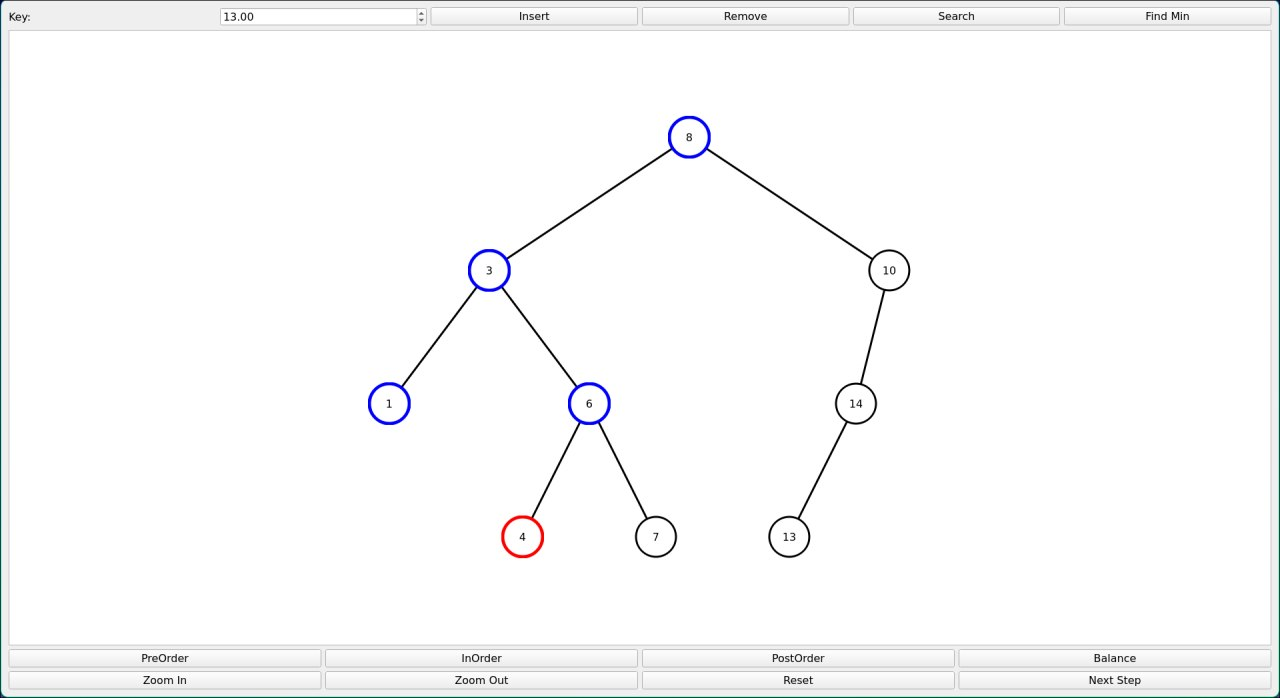 Key: 13.00 Insert Remove Search Find Min
8
3 10
1 6 14
4 7 13
PreOrder InOrder PostOrder Balance
Zoom In Zoom Out Reset Next Step